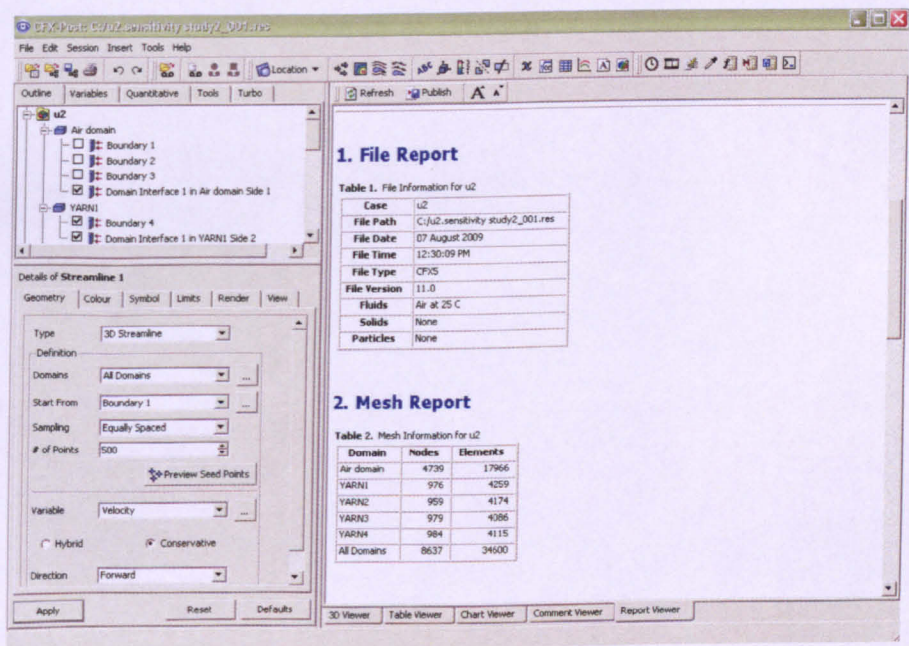 CFX-Post: C:/u2.sensitivity study2_001.res
File Edit Session Insert Tools Help
Location
Outline Variables Quantitative Tools Turbo
u2
Air domain
Boundary 1
Boundary 2
Boundary 3
Domain Interface 1 in Air domain Side 1
YARN1
Boundary 4
Domain Interface 1 in YARN1 Side 2
Details of Streamline 1
Geometry Colour Symbol Limits Render View
Type 3D Streamline
Definition
Domains All Domains ...
Start From Boundary 1 ...
Sampling Equally Spaced
# of Points 500
Preview Seed Points
Variable Velocity ...
Hybrid Conservative
Direction Forward
Apply Reset Defaults
Refresh Publish A A
1. File Report
Table 1. File Information for u2
Case u2
File Path C:/u2.sensitivity study2_001.res
File Date 07 August 2009
File Time 12:30:09 PM
File Type CFX5
File Version 11.0
Fluids Air at 25 C
Solids None
Particles None
2. Mesh Report
Table 2. Mesh Information for u2
Domain Nodes Elements
Air domain 4739 17966
YARN1 976 4259
YARN2 959 4174
YARN3 979 4086
YARN4 984 4115
All Domains 8637 34600
3D Viewer Table Viewer Chart Viewer Comment Viewer Report Viewer